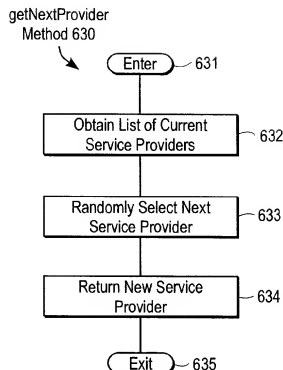 getNextProvider
Method 630
Enter
631
Obtain List of Current
Service Providers
632
Randomly Select Next
Service Provider
633
Return New Service
Provider
634
Exit
635